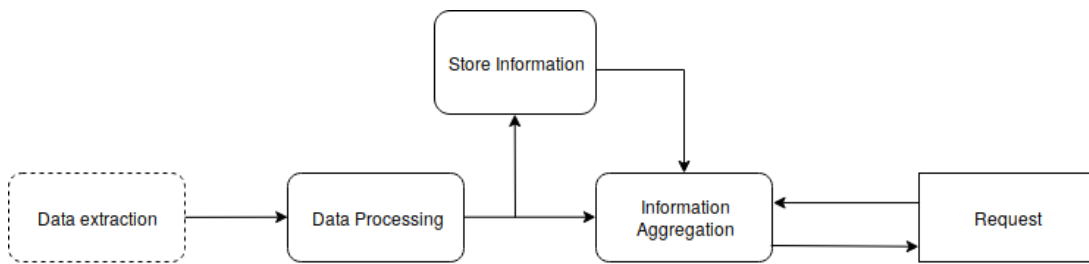 Store Information
Data extraction
Data Processing
Information
Aggregation
Request